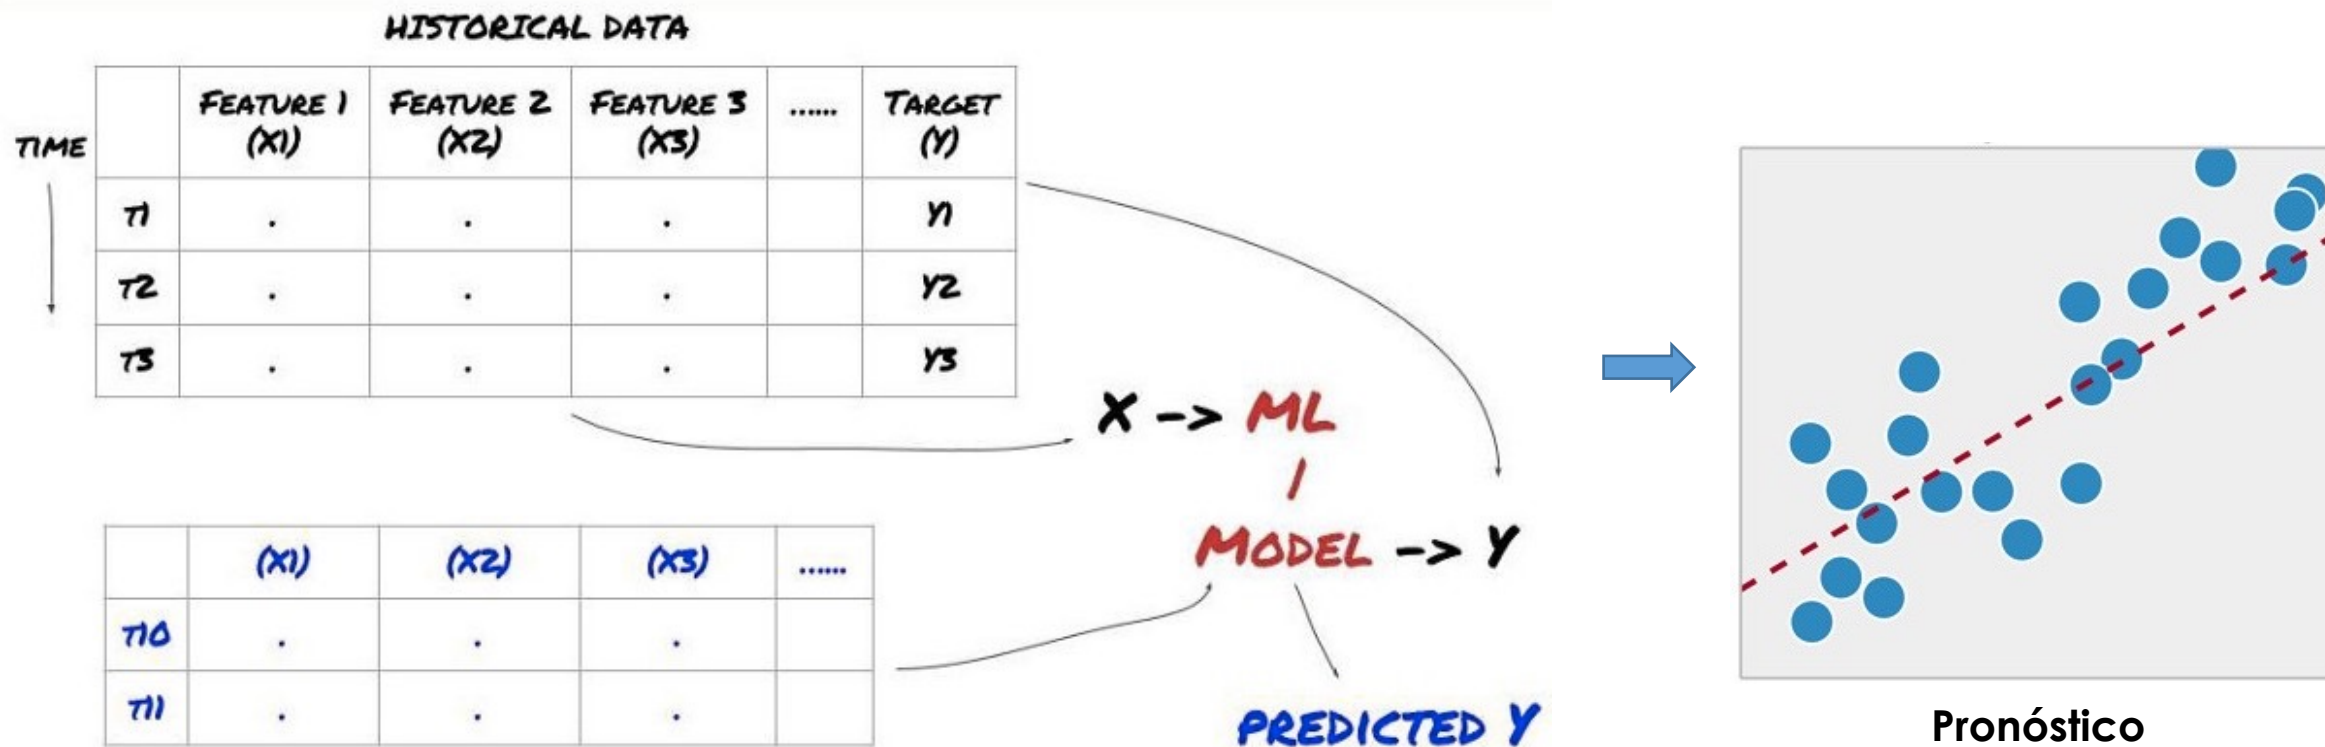 HISTORICAL DATA
TIME
FEATURE 1 (X1) FEATURE 2 (X2) FEATURE 3 (X3) ...... TARGET (Y)
T1 . . . Y1
T2 . . . Y2
T3 . . . Y3
X -> ML
/
MODEL -> Y
(X1) (X2) (X3) ......
T10 . . .
T11 . . .
PREDICTED Y
Pronóstico